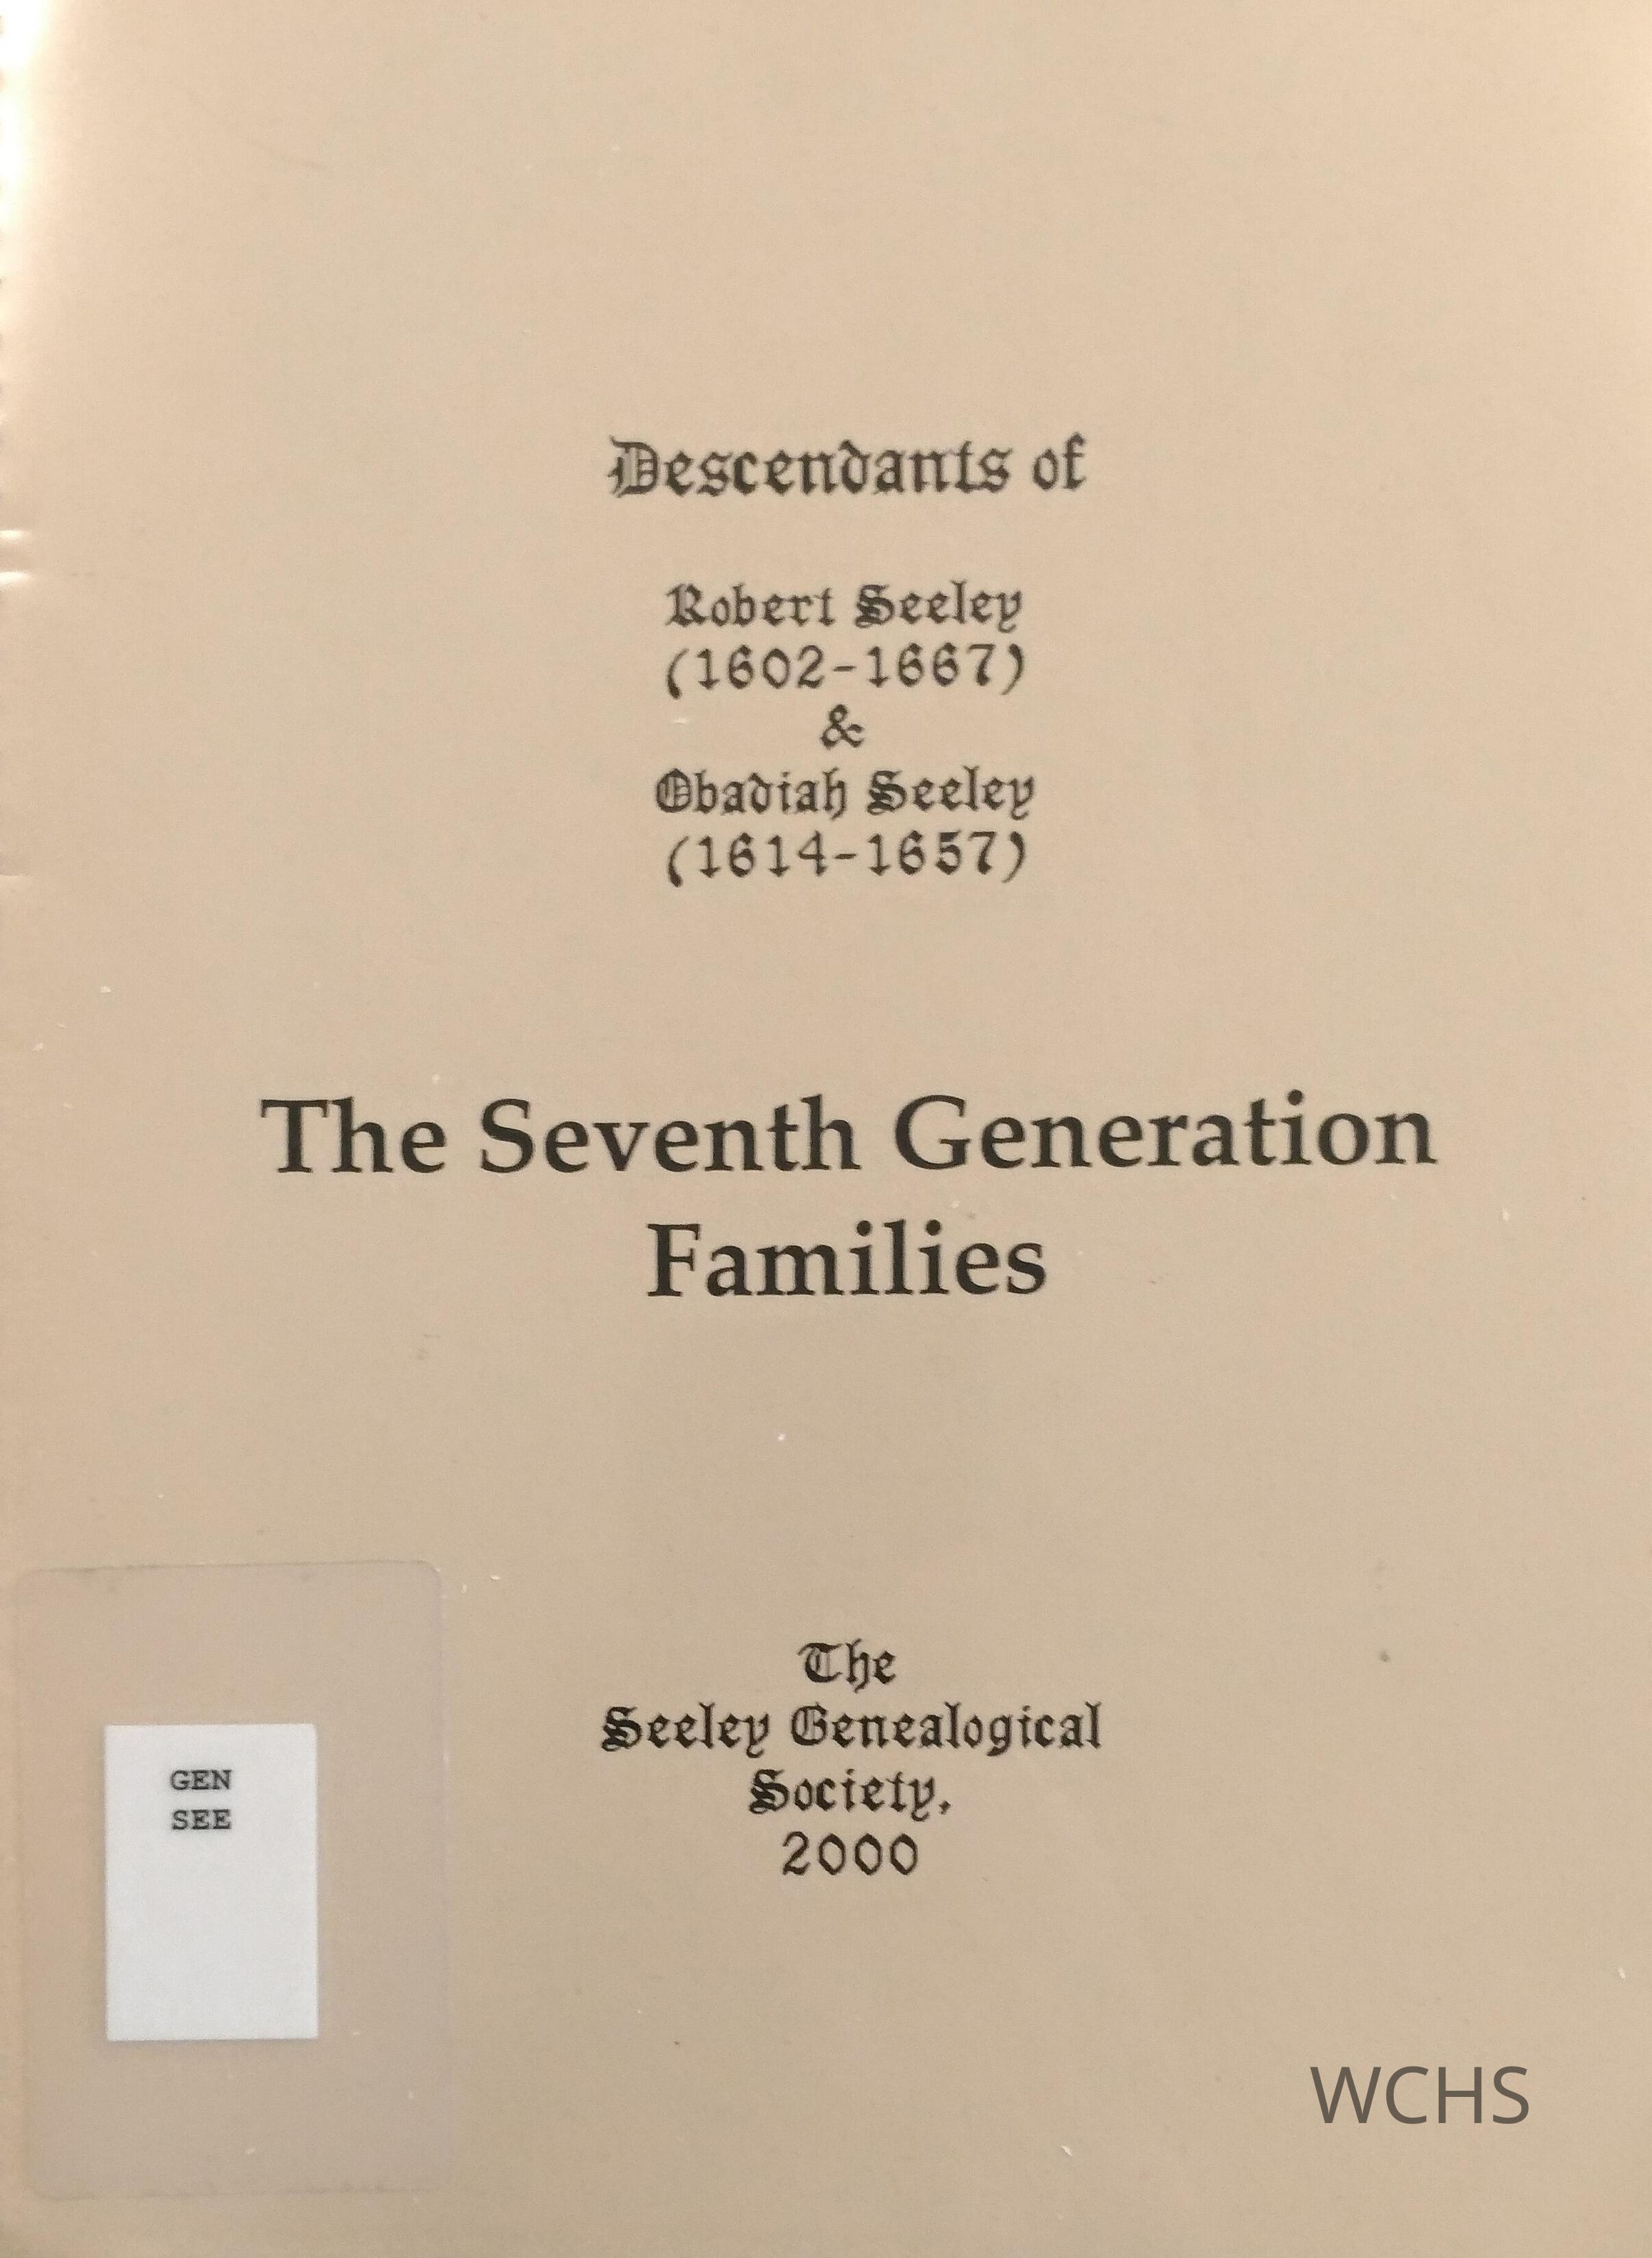 Descendants of
Robert Seeley
(1602-1667)
&
Obadiah Seeley
(1614-1657)
The Seventh Generation
Families
The
Seeley Genealogical
Society,
2000
GEN
SEE
WCHS